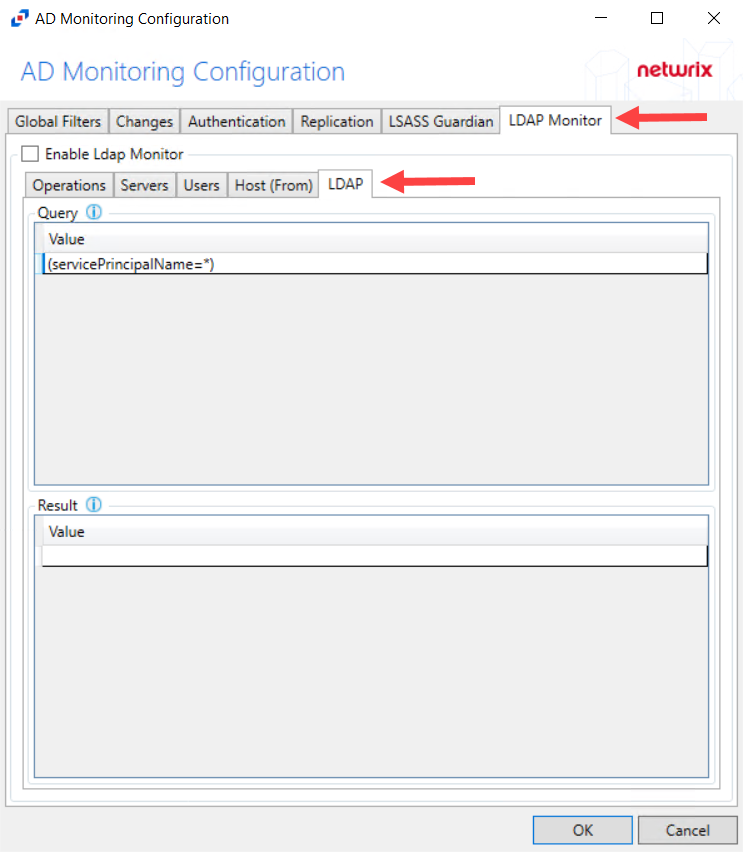 AD Monitoring Configuration
AD Monitoring Configuration
netwrix
Global Filters Changes Authentication Replication LSASS Guardian LDAP Monitor
Enable Ldap Monitor
Operations Servers Users Host (From) LDAP
Query
Value
(servicePrincipalName=*)
Result
Value
OK Cancel